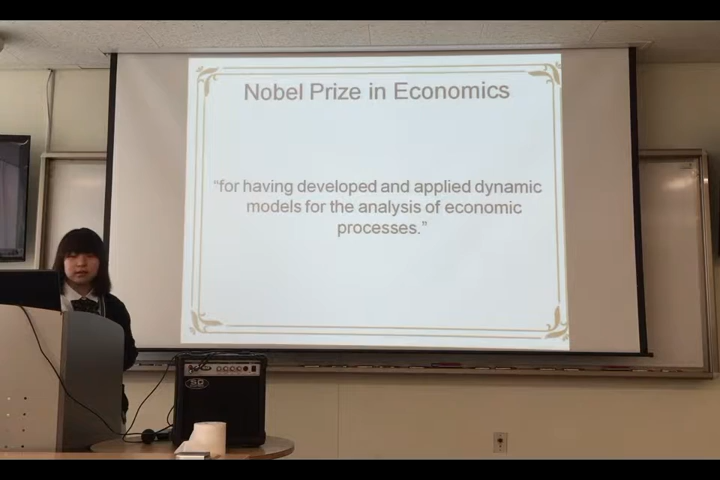 Nobel Prize in Economics
“for having developed and applied dynamic
models for the analysis of economic
processes.”